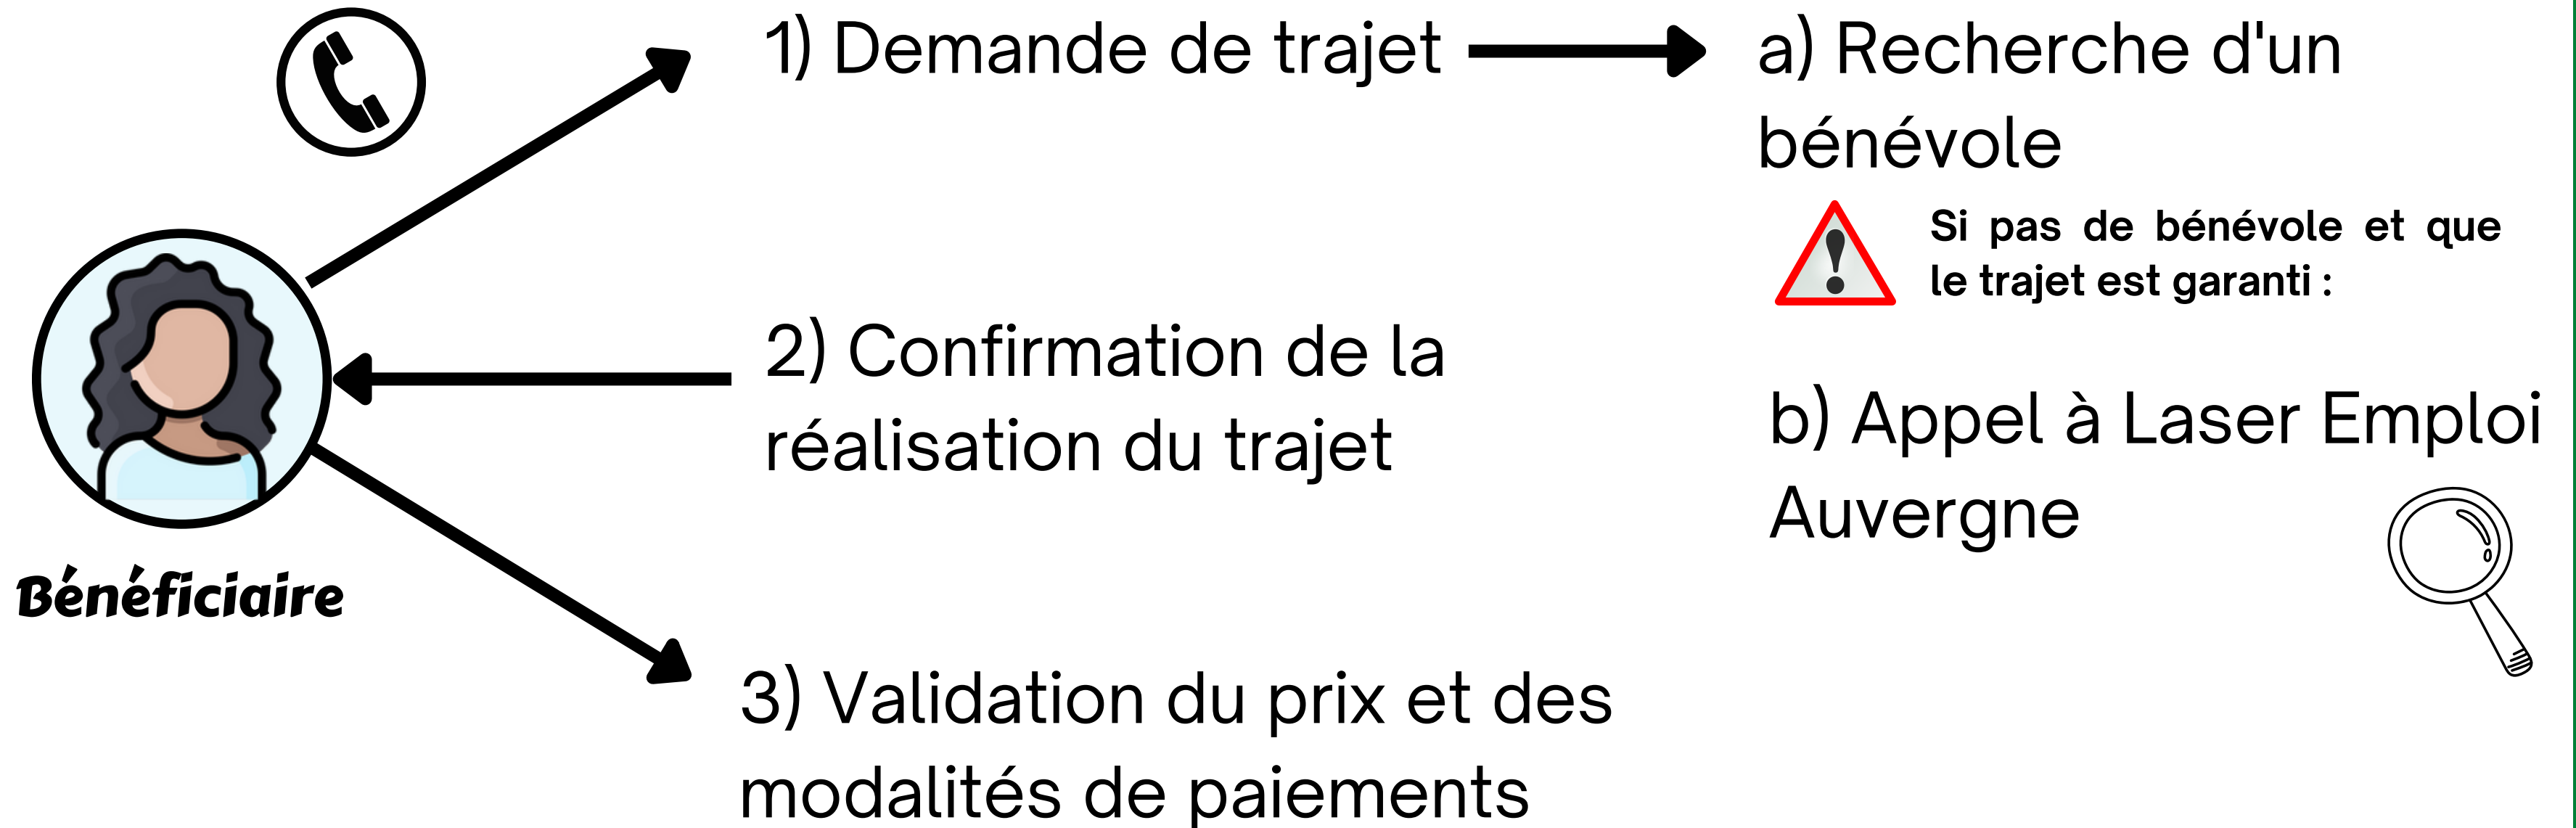 1) Demande de trajet
a) Recherche d'un
bénévole
Si pas de bénévole et que
le trajet est garanti :
b) Appel à Laser Emploi
Auvergne
2) Confirmation de la
réalisation du trajet
Bénéficiaire
3) Validation du prix et des
modalités de paiements